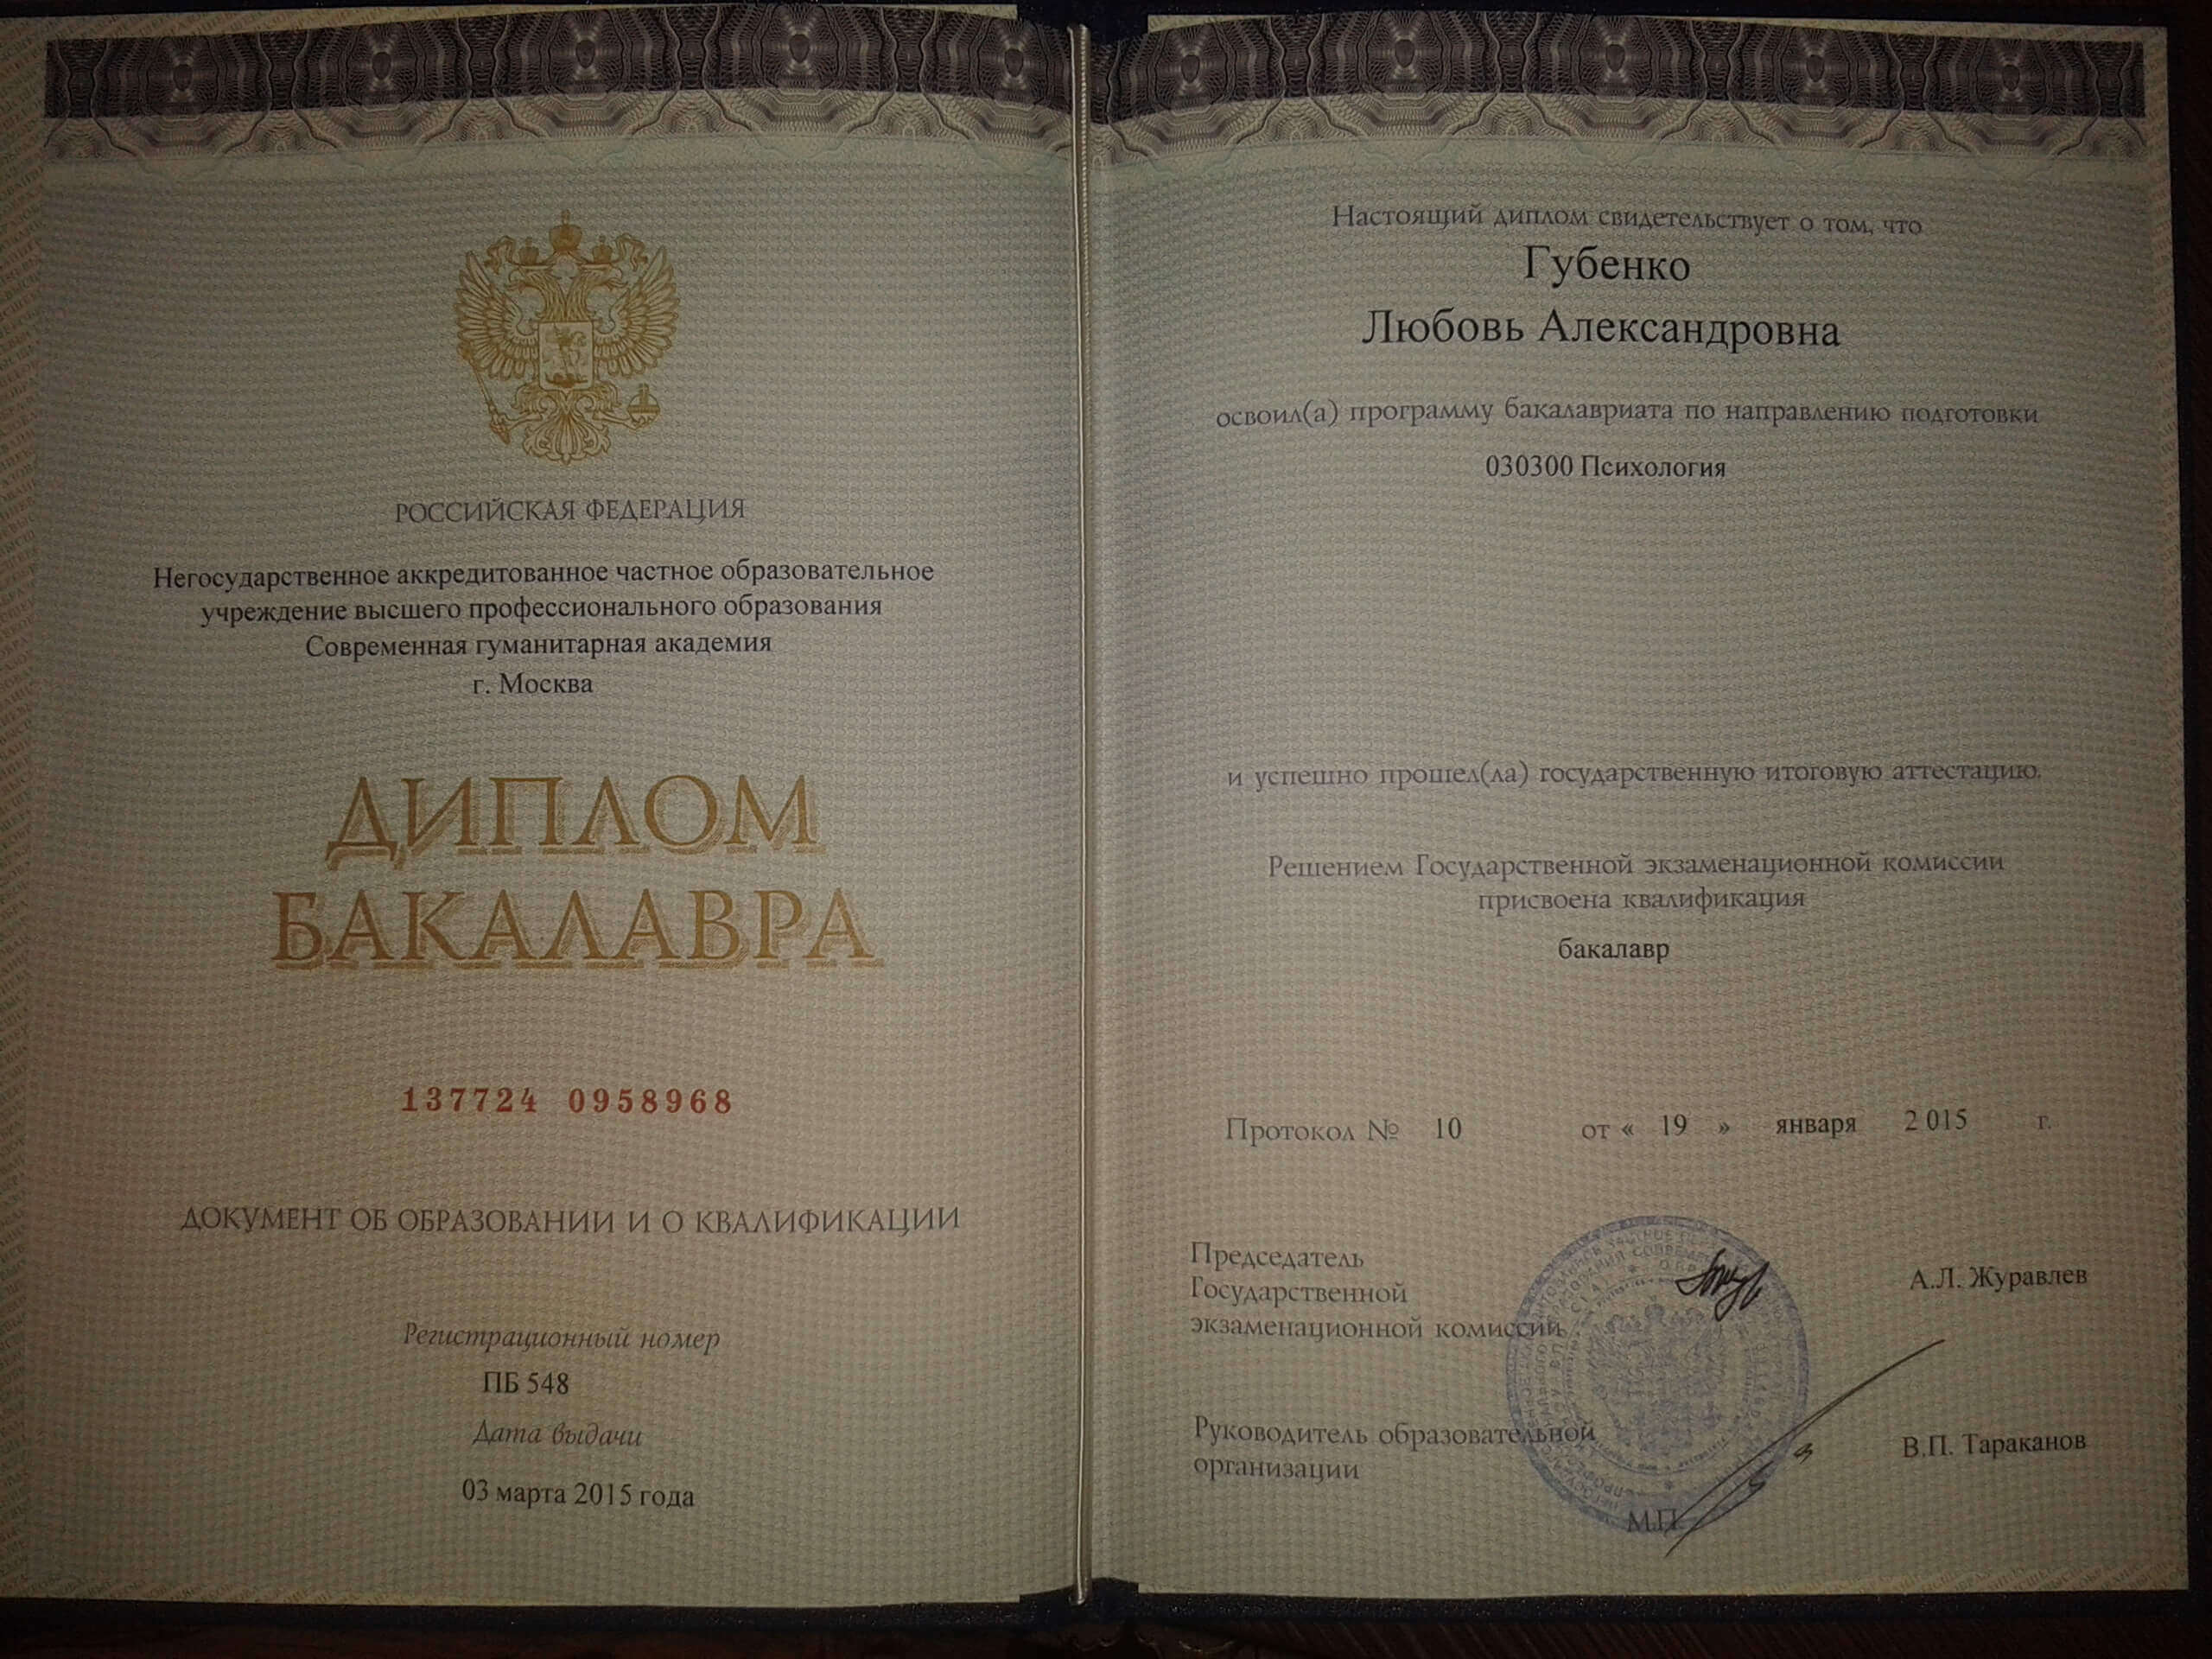 РОССИЙСКАЯ ФЕДЕРАЦИЯ
Негосударственное аккредитованное частное образовательное
учреждение высшего профессионального образования
Современная гуманитарная академия
г. Москва
ДИПЛОМ
БАКАЛАВРА
137724 0958968
ДОКУМЕНТ ОБ ОБРАЗОВАНИИ И О КВАЛИФИКАЦИИ
Регистрационный номер
ПБ 548
Дата выдачи
03 марта 2015 года
Настоящий диплом свидетельствует о том, что
Губенко
Любовь Александровна
освоил(а) программу бакалавриата по направлению подготовки
030300 Психология
и успешно прошел(ла) государственную итоговую аттестацию.
Решением Государственной экзаменационной комиссии
присвоена квалификация
бакалавр
Протокол № 10 от « 19 » января 2 015 г.
Председатель
Государственной
экзаменационной комиссии
А.Л. Журавлев
Руководитель образовательной
организации
В.П. Тараканов
М.П.